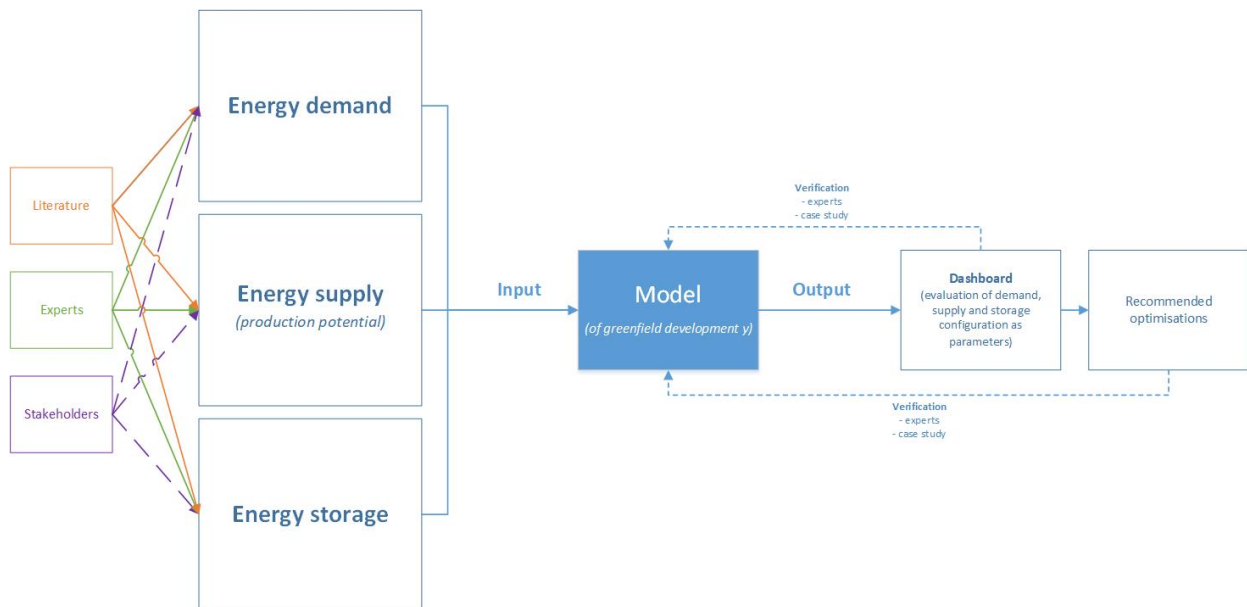 Energy demand
Literature
Experts
Stakeholders
Energy supply
(production potential)
Energy storage
Input
Model
(of greenfield development y)
Output
Verification
- experts
- case study
Dashboard
(evaluation of demand,
supply and storage
configuration as
parameters)
Recommended
optimisations
Verification
- experts
- case study